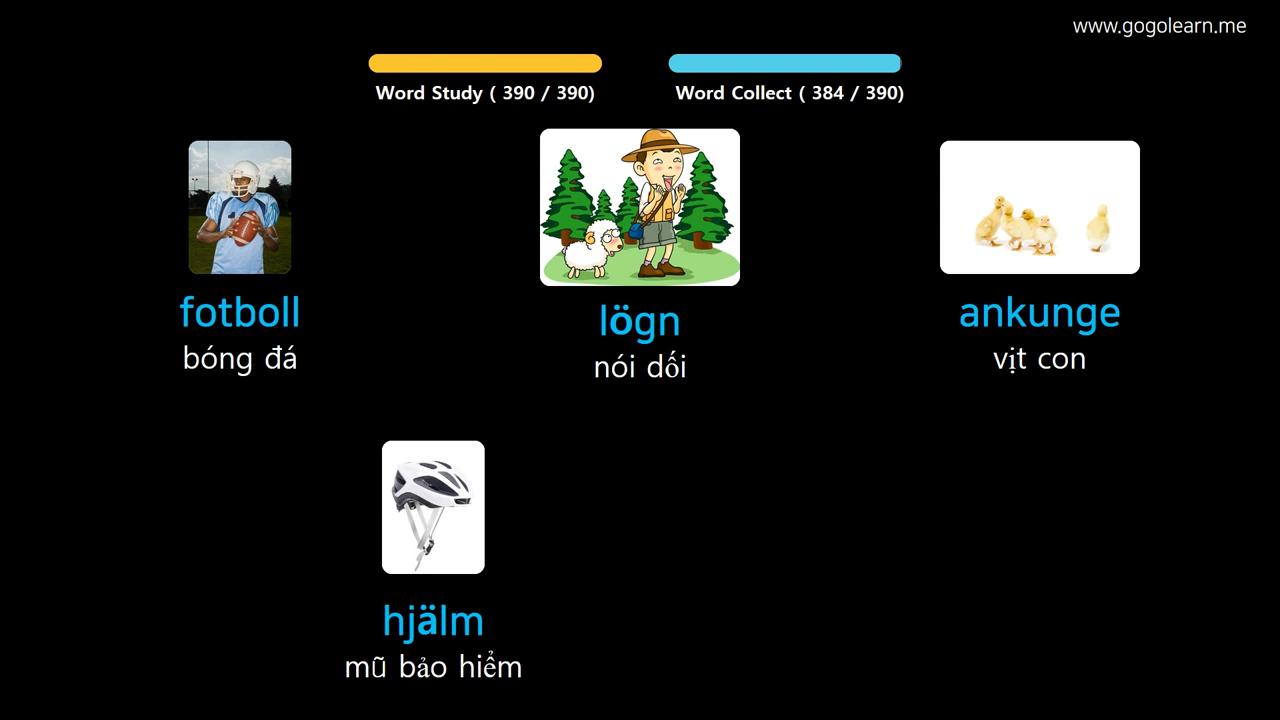 www.gogolearn.me
Word Study ( 390 / 390)
Word Collect ( 384 / 390)
fotboll
bóng đá
lögn
nói dối
ankunge
vịt con
hjälm
mũ bảo hiểm